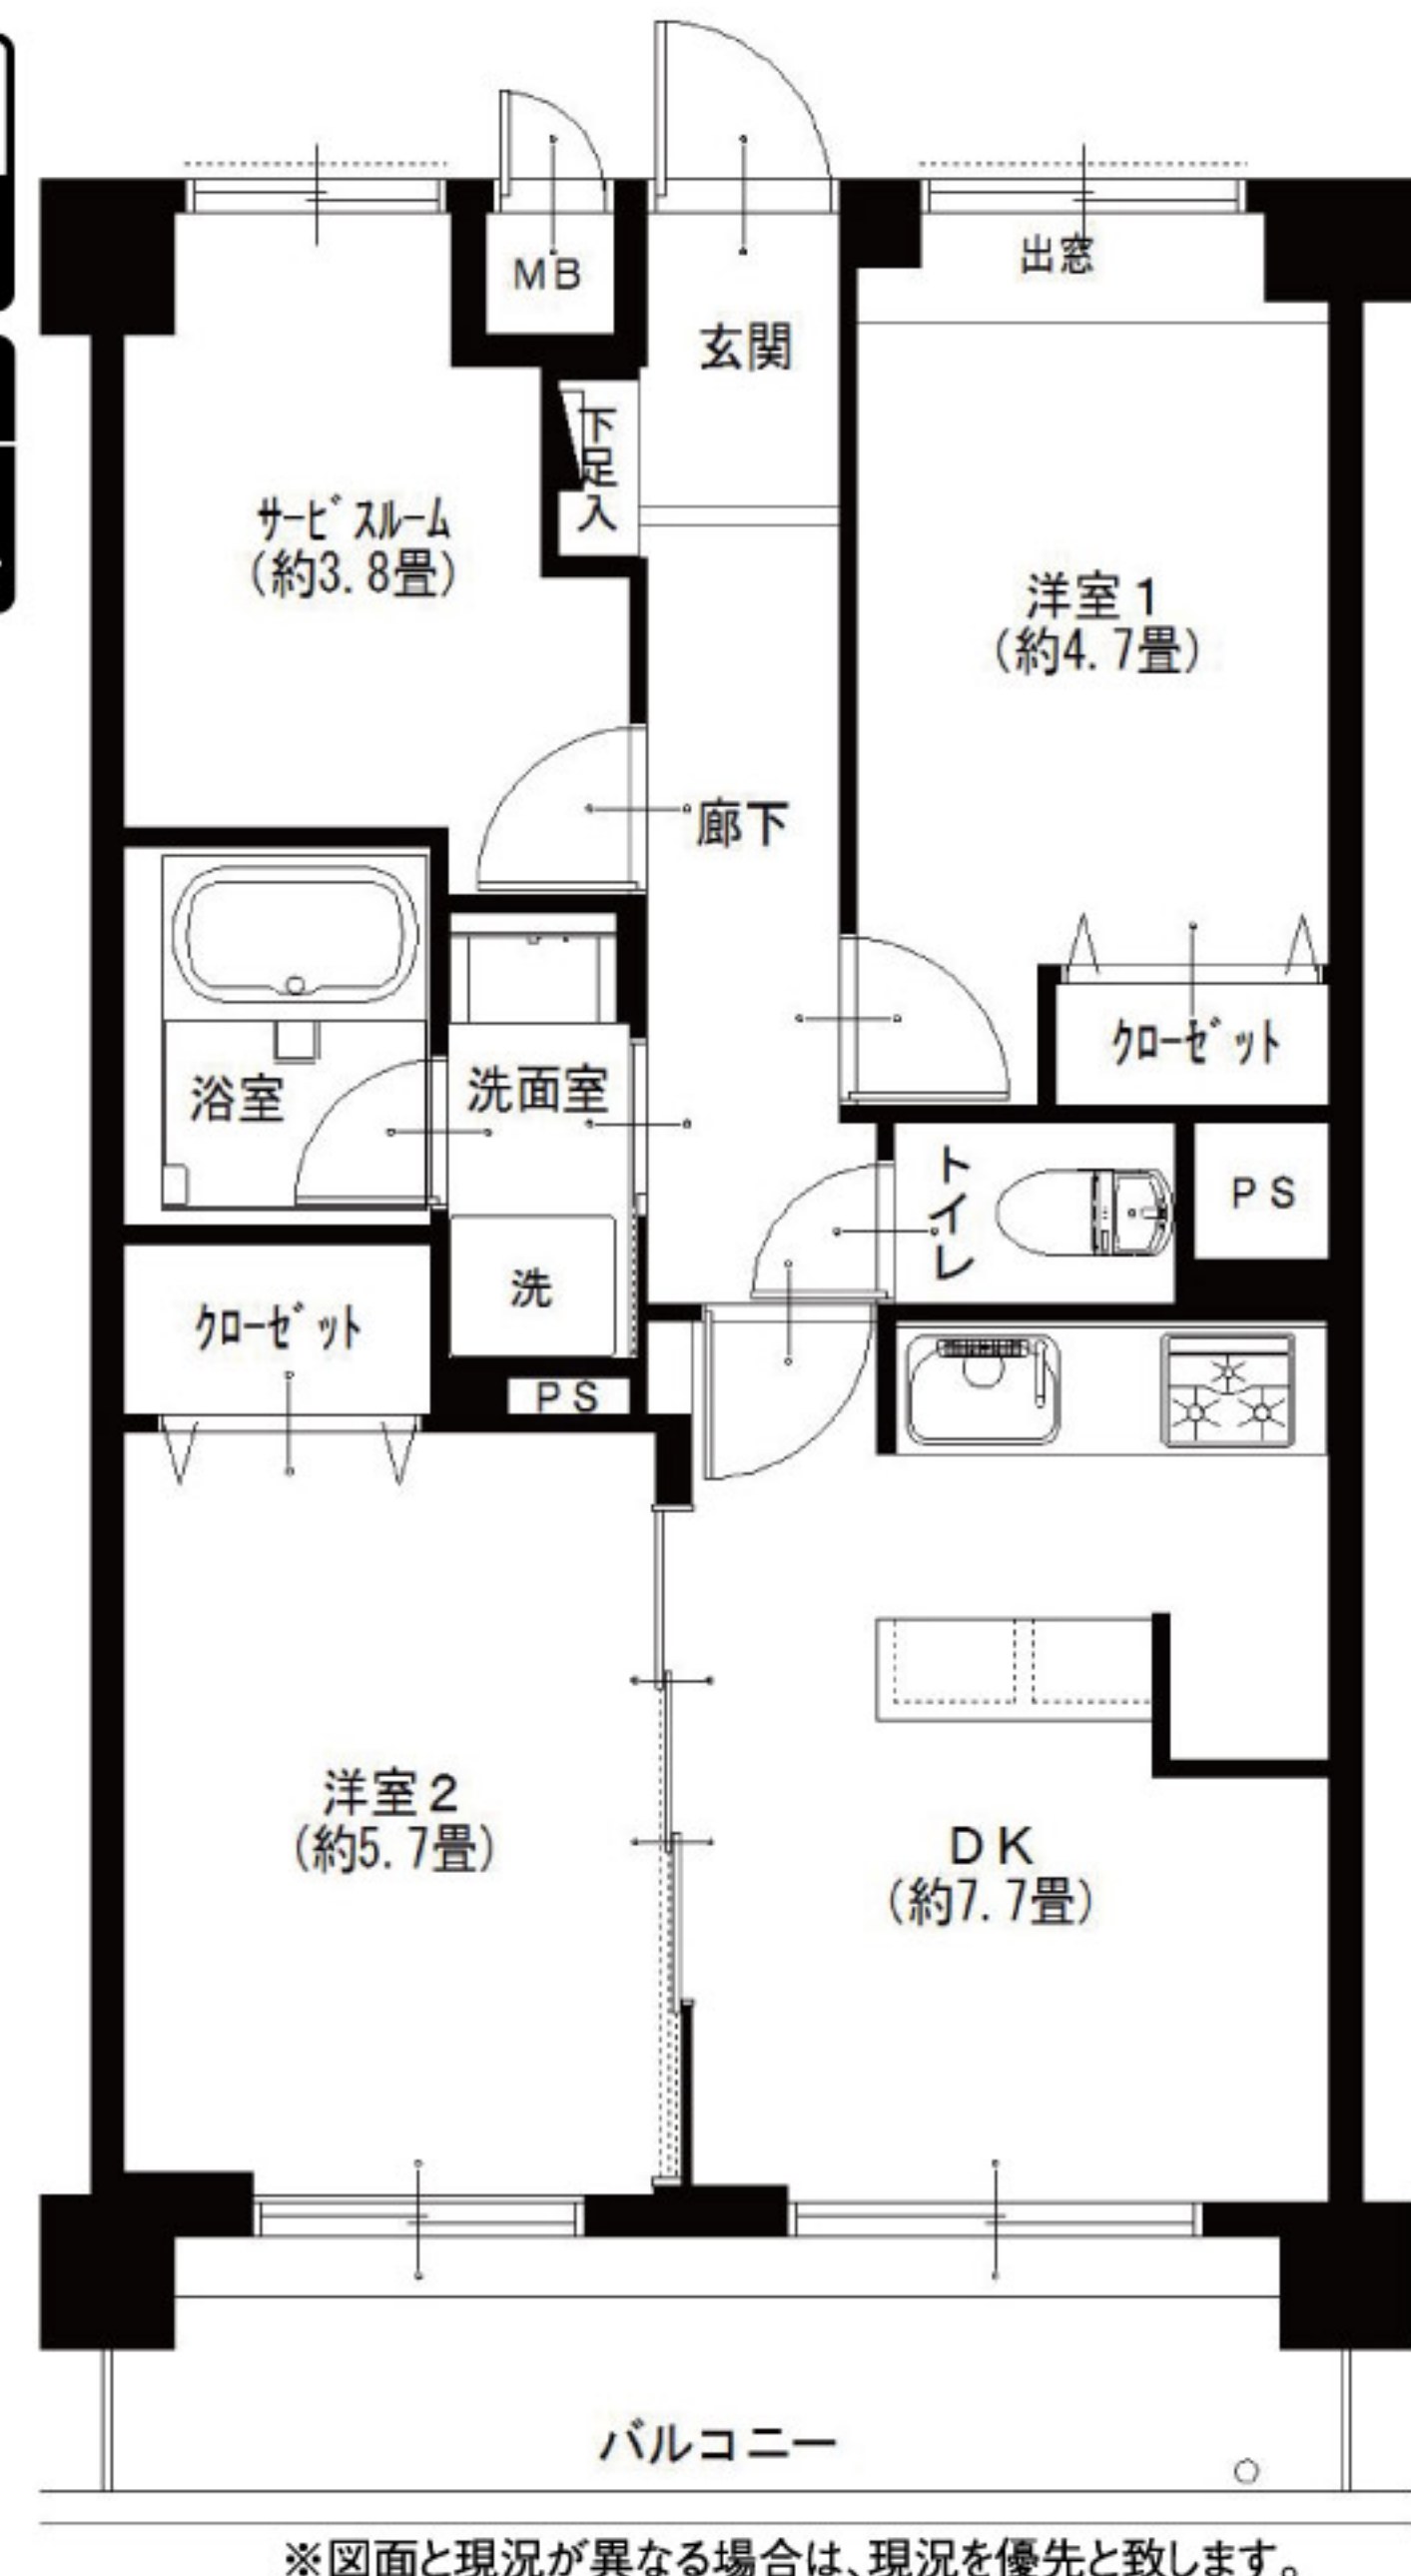 MB
出窓
玄関
下足入
サービスルーム
(約3.8畳)
洋室1
(約4.7畳)
廊下
クローゼット
浴室
洗面室
トイレ
PS
洗
クローゼット
PS
洋室2
(約5.7畳)
DK
(約7.7畳)
バルコニー
※図面と現況が異なる場合は、現況を優先と致します。